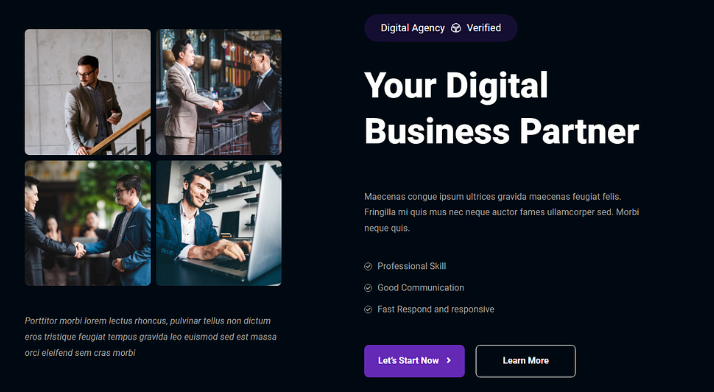 Digital Agency Verified
Your Digital
Business Partner
Maecenas congue ipsum ultrices gravida maecenas feugiat felis.
Fringilla mi quis mus nec neque auctor fames ullamcorper sed. Morbi
neque quis.
Professional Skill
Good Communication
Fast Respond and responsive
Let's Start Now
Learn More
Porttitor morbi lorem lectus rhoncus, pulvinar tellus non dictum
eros tristique feugiat tempus gravida leo euismod sed est massa
orci eleifend sem cras morbi